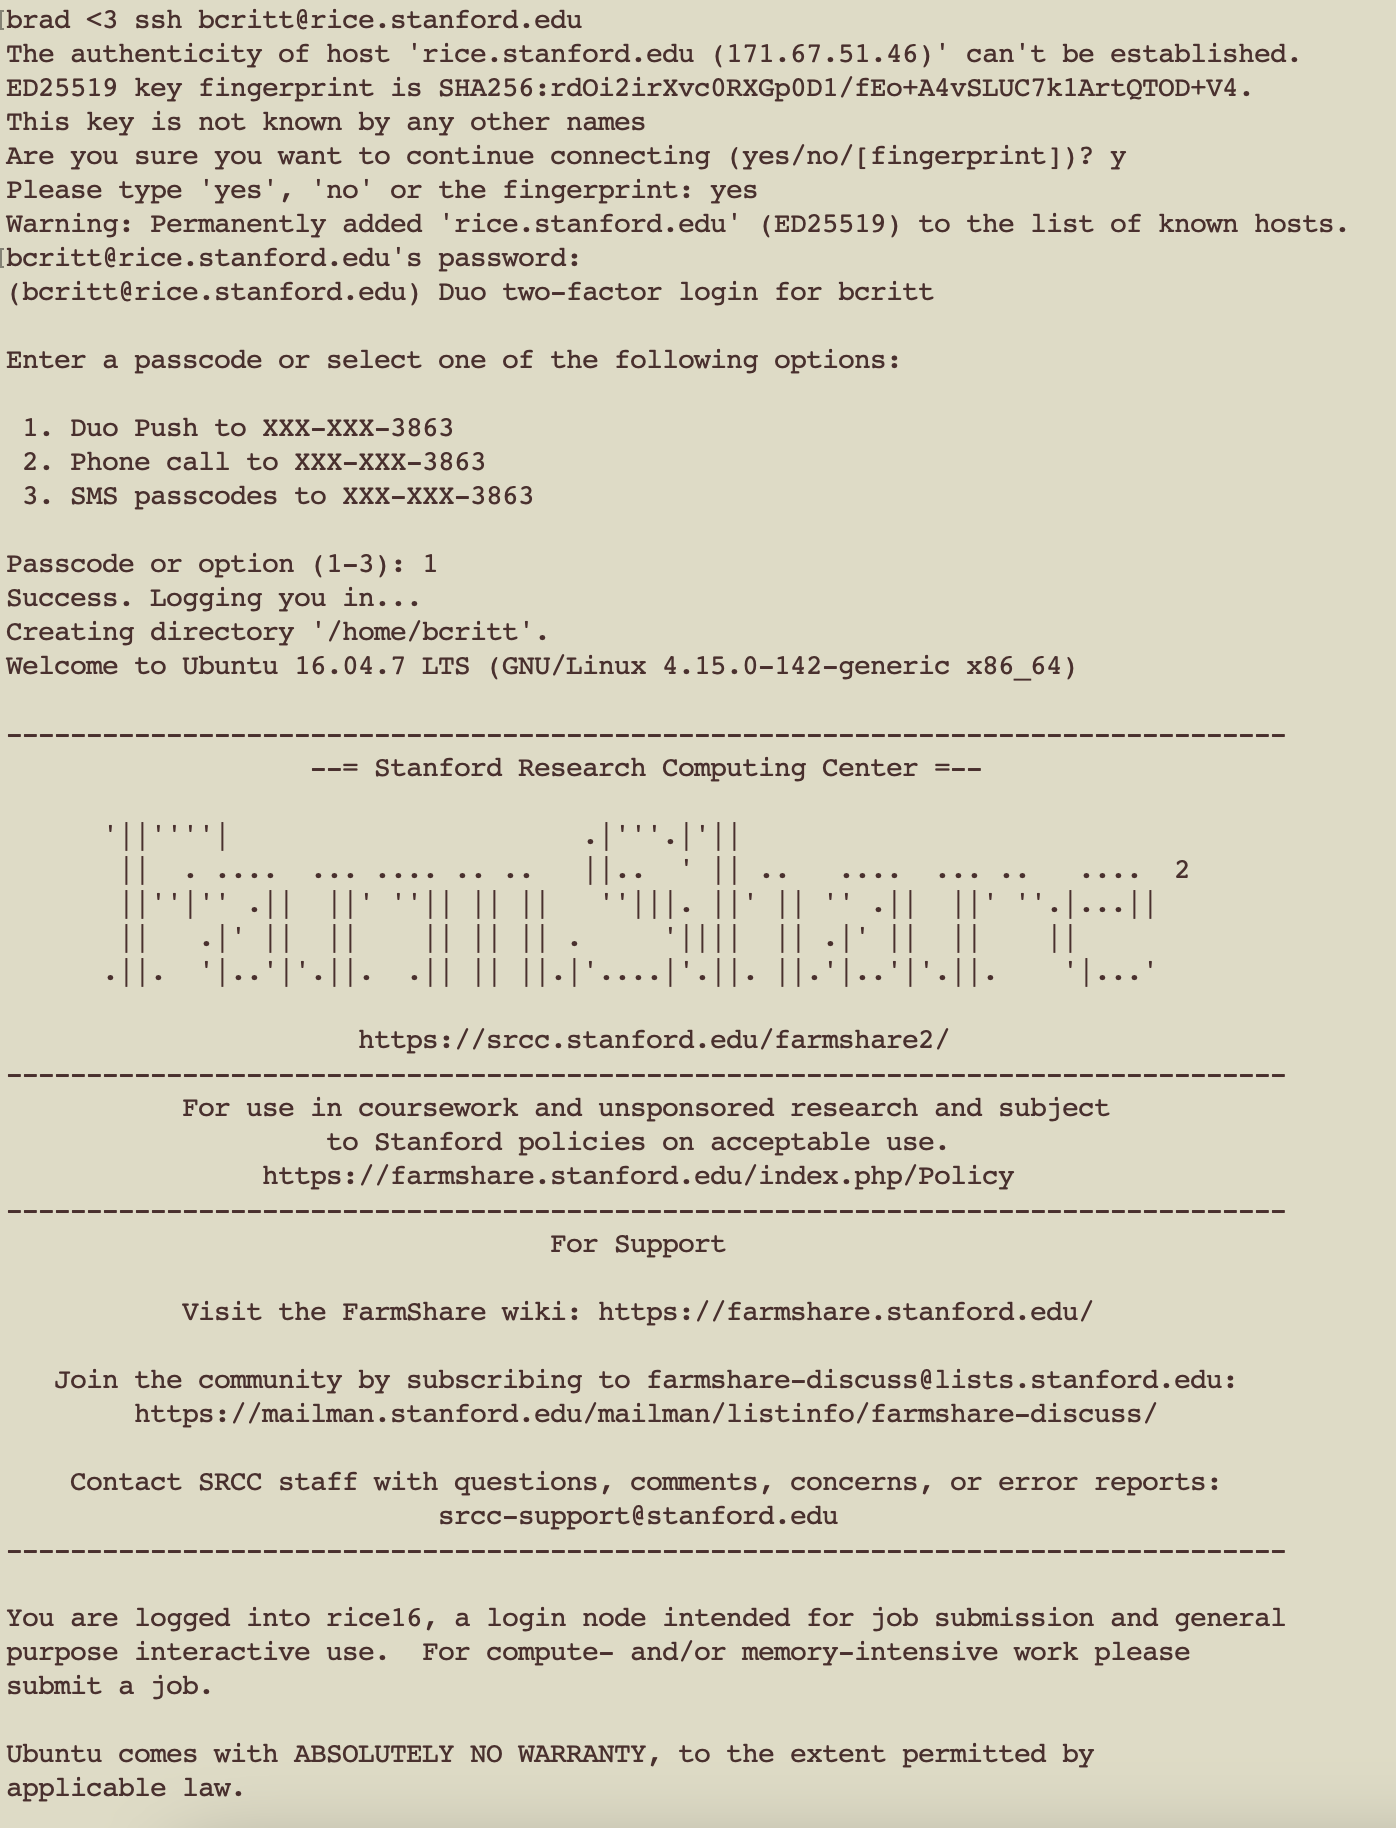 brad <3 ssh bcritt@rice.stanford.edu
The authenticity of host 'rice.stanford.edu (171.67.51.46)' can't be established.
ED25519 key fingerprint is SHA256:rdOi2irXvc0RXGp0D1/fEo+A4vSLUC7k1ArtQTOD+V4.
This key is not known by any other names
Are you sure you want to continue connecting (yes/no/[fingerprint])? y
Please type 'yes', 'no' or the fingerprint: yes
Warning: Permanently added 'rice.stanford.edu' (ED25519) to the list of known hosts.
bcritt@rice.stanford.edu's password:
(bcritt@rice.stanford.edu) Duo two-factor login for bcritt
Enter a passcode or select one of the following options:
1. Duo Push to XXX-XXX-3863
2. Phone call to XXX-XXX-3863
3. SMS passcodes to XXX-XXX-3863
Passcode or option (1-3): 1
Success. Logging you in...
Creating directory '/home/bcritt'.
Welcome to Ubuntu 16.04.7 LTS (GNU/Linux 4.15.0-142-generic x86_64)
--------------------------------------------------------------------------------
--= Stanford Research Computing Center =--
FarmShare 2
https://srcc.stanford.edu/farmshare2/
--------------------------------------------------------------------------------
For use in coursework and unsponsored research and subject
to Stanford policies on acceptable use.
https://farmshare.stanford.edu/index.php/Policy
--------------------------------------------------------------------------------
For Support
Visit the FarmShare wiki: https://farmshare.stanford.edu/
Join the community by subscribing to farmshare-discuss@lists.stanford.edu:
https://mailman.stanford.edu/mailman/listinfo/farmshare-discuss/
Contact SRCC staff with questions, comments, concerns, or error reports:
srcc-support@stanford.edu
--------------------------------------------------------------------------------
You are logged into rice16, a login node intended for job submission and general
purpose interactive use.  For compute- and/or memory-intensive work please
submit a job.
Ubuntu comes with ABSOLUTELY NO WARRANTY, to the extent permitted by
applicable law.